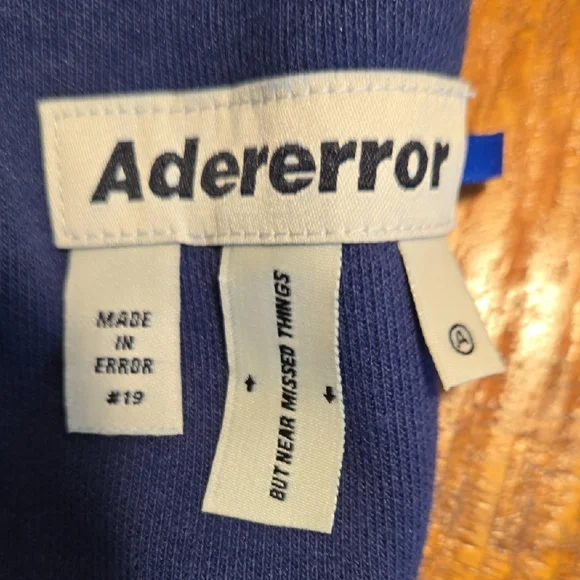 Adererror
MADE
IN
ERROR
#19
BUT NEAR MISSED THINGS
Ⓐ